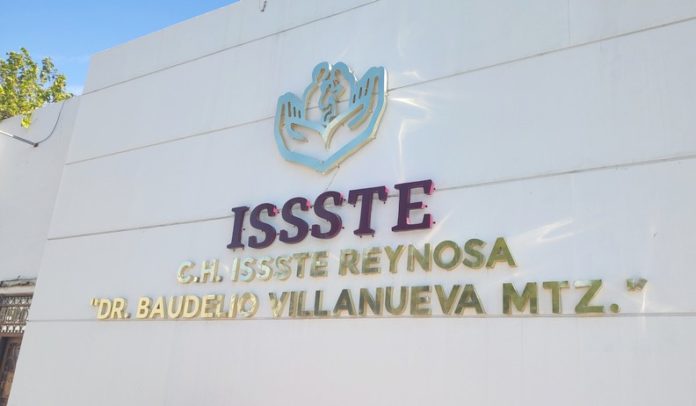 ISSSTE
C.H. ISSSTE REYNOSA
"DR. BAUDELIO VILLANUEVA MTZ."